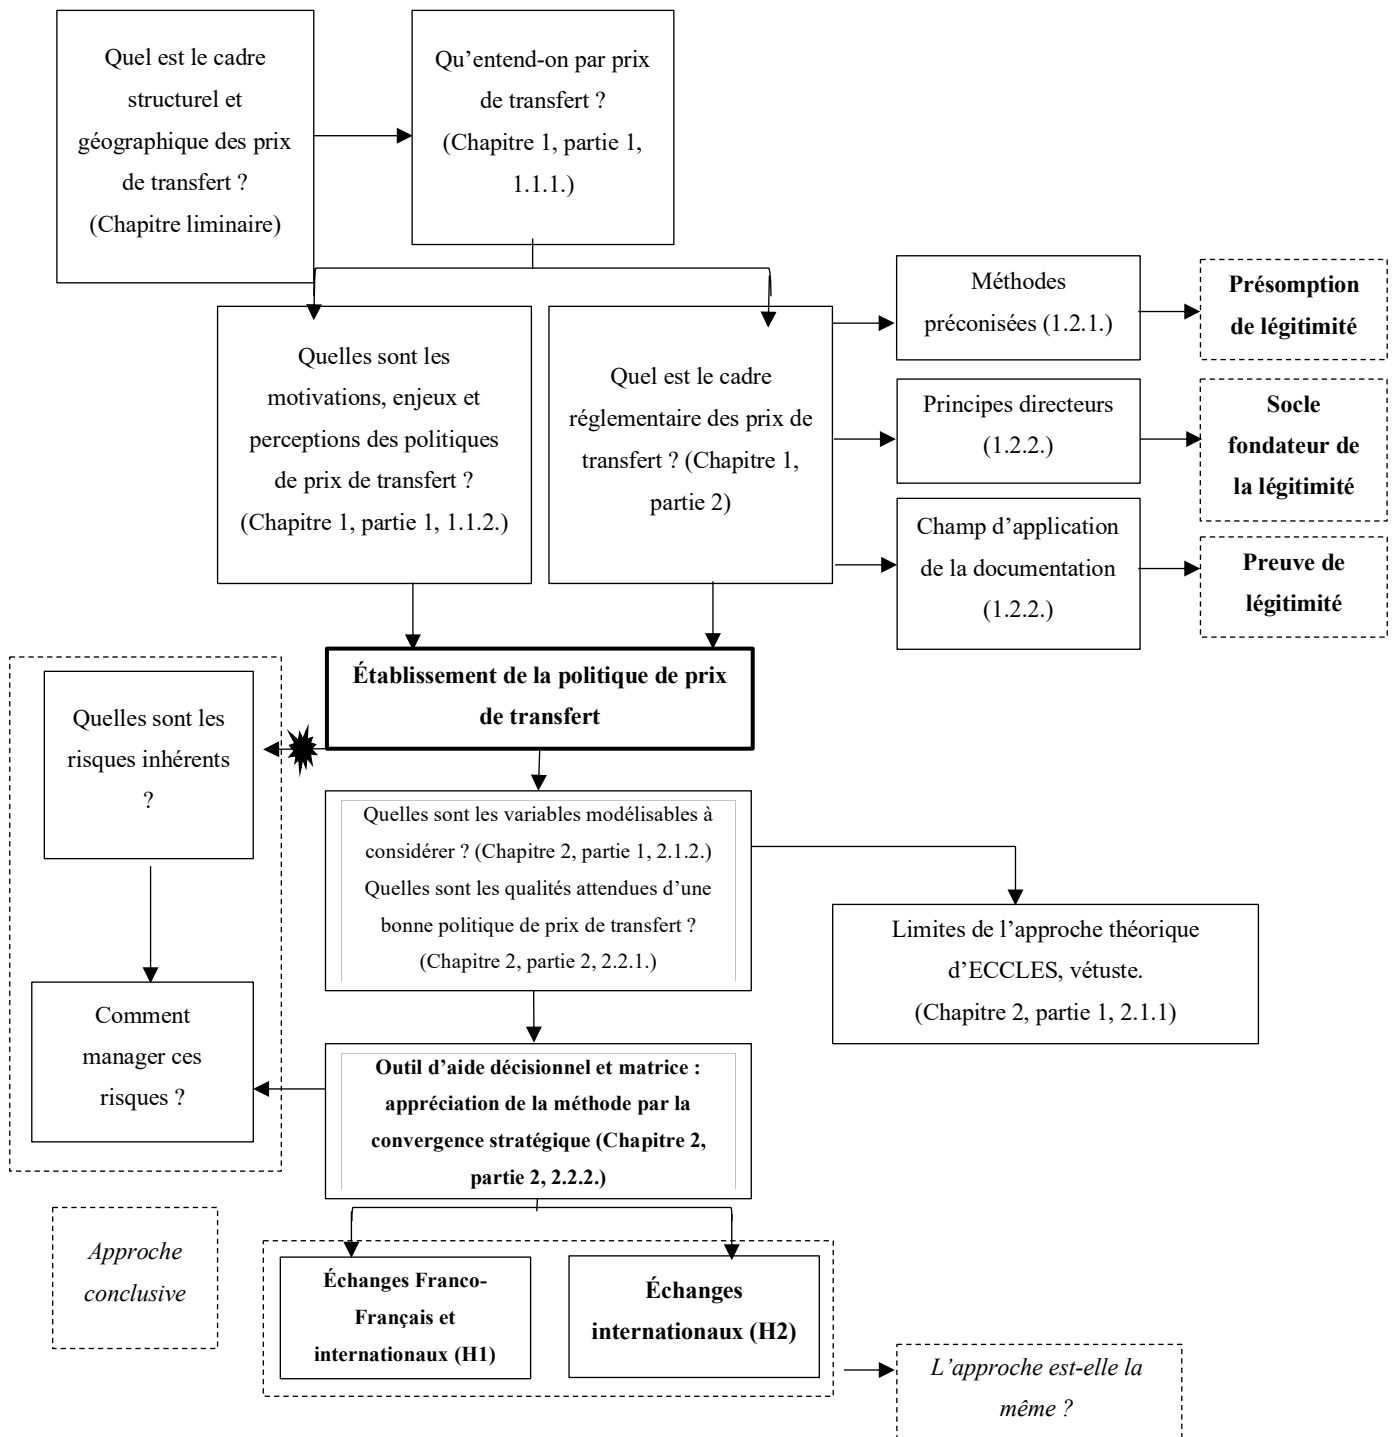 Quel est le cadre
structurel et
géographique des prix
de transfert ?
(Chapitre liminaire)
Qu’entend-on par prix
de transfert ?
(Chapitre 1, partie 1,
1.1.1.)
Quelles sont les
motivations, enjeux et
perceptions des politiques
de prix de transfert ?
(Chapitre 1, partie 1, 1.1.2.)
Quel est le cadre
réglementaire des prix de
transfert ? (Chapitre 1,
partie 2)
Méthodes
préconisées (1.2.1.)
Présomption
de légitimité
Principes directeurs
(1.2.2.)
Socle
fondateur de
la légitimité
Champ d’application
de la documentation
(1.2.2.)
Preuve de
légitimité
Établissement de la politique de prix
de transfert
Quelles sont les
risques inhérents
?
Quelles sont les variables modélisables à
considérer ? (Chapitre 2, partie 1, 2.1.2.)
Quelles sont les qualités attendues d’une
bonne politique de prix de transfert ?
(Chapitre 2, partie 2, 2.2.1.)
Limites de l’approche théorique
d’ECCLES, vétuste.
(Chapitre 2, partie 1, 2.1.1)
Comment
manager ces
risques ?
Outil d’aide décisionnel et matrice :
appréciation de la méthode par la
convergence stratégique (Chapitre 2,
partie 2, 2.2.2.)
Approche
conclusive
Échanges Franco-
Français et
internationaux (H1)
Échanges
internationaux (H2)
L’approche est-elle la
même ?